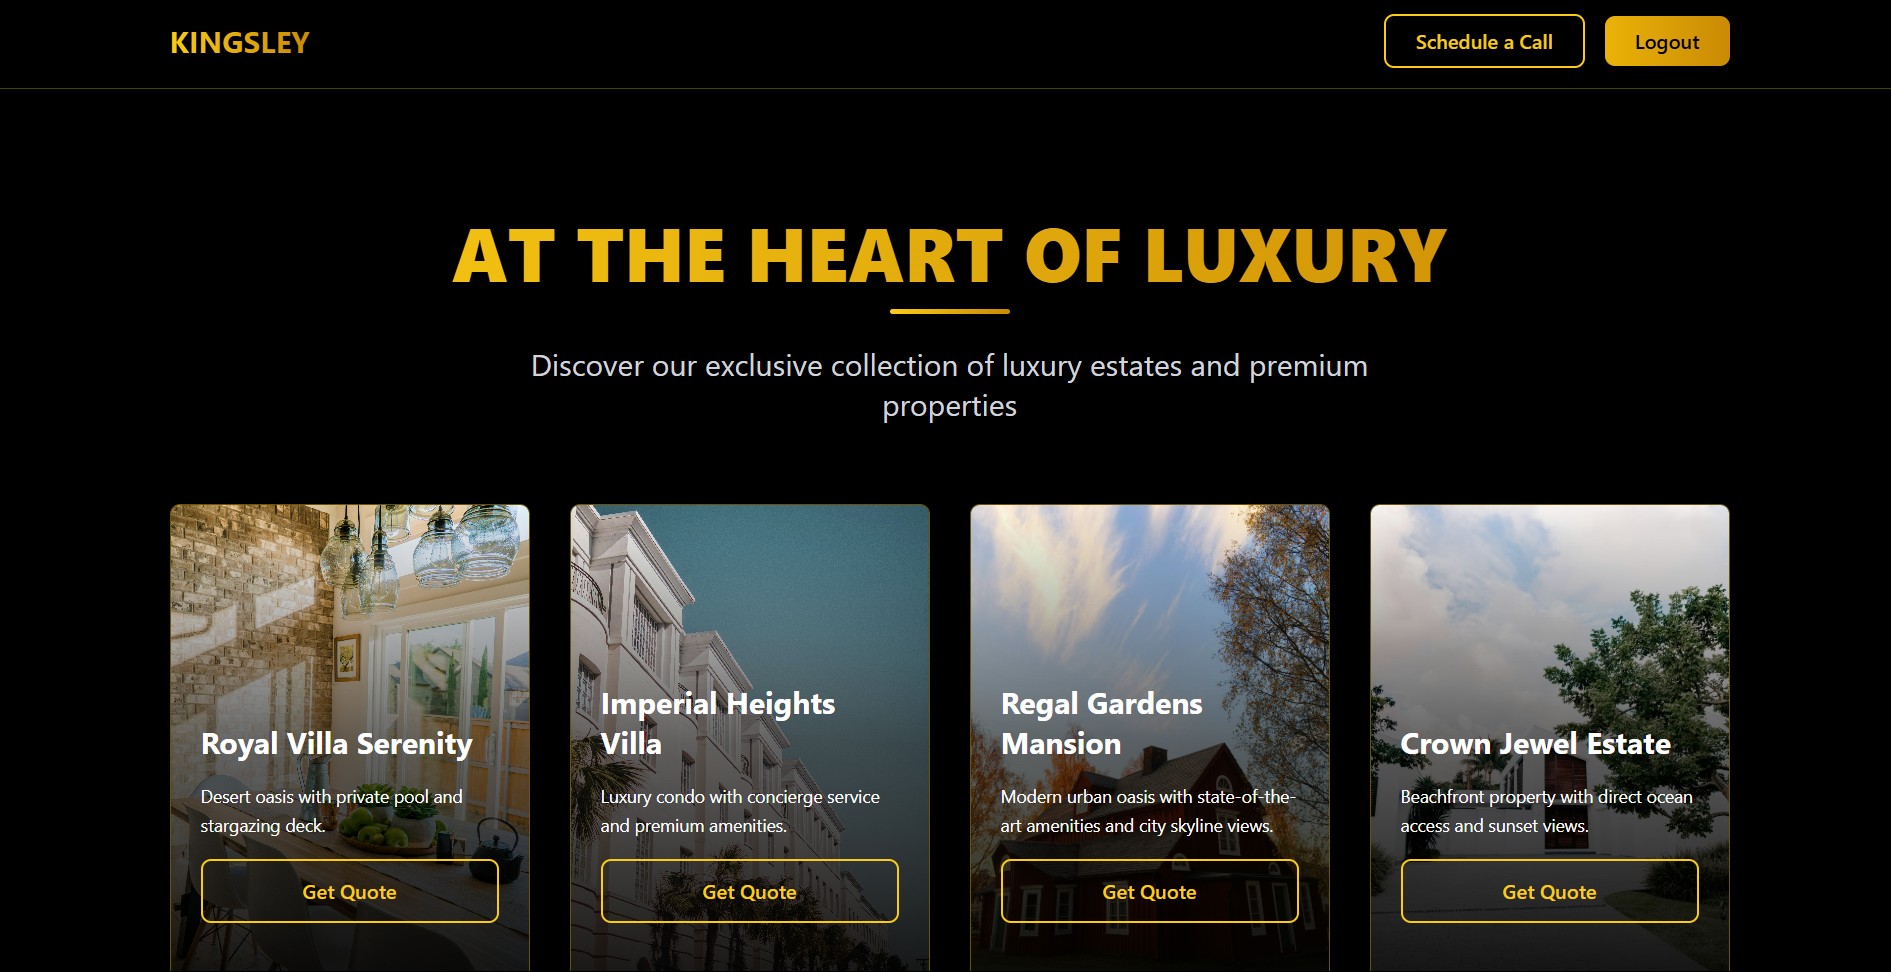 KINGSLEY
Schedule a Call
Logout
AT THE HEART OF LUXURY
Discover our exclusive collection of luxury estates and premium
properties
Royal Villa Serenity
Desert oasis with private pool and
stargazing deck.
Get Quote
Imperial Heights
Villa
Luxury condo with concierge service
and premium amenities.
Get Quote
Regal Gardens
Mansion
Modern urban oasis with state-of-the-
art amenities and city skyline views.
Get Quote
Crown Jewel Estate
Beachfront property with direct ocean
access and sunset views.
Get Quote